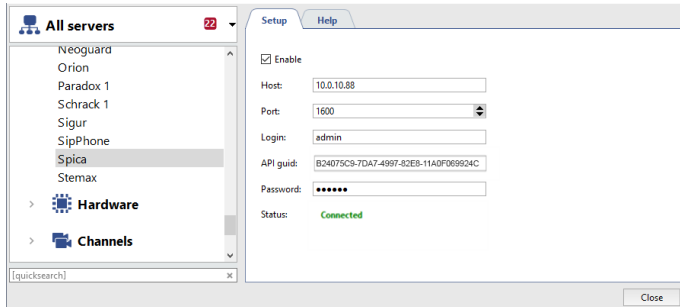 All servers
22
Neoguard
Orion
Paradox 1
Schrack 1
Sigur
SipPhone
Spica
Stemax
Hardware
Channels
[quicksearch]
Setup
Help
Enable
Host: 10.0.10.88
Port: 1600
Login: admin
API guid: B24075C9-7DA7-4997-82E8-11A0F069924C
Password: ●●●●●●
Status: Connected
Close